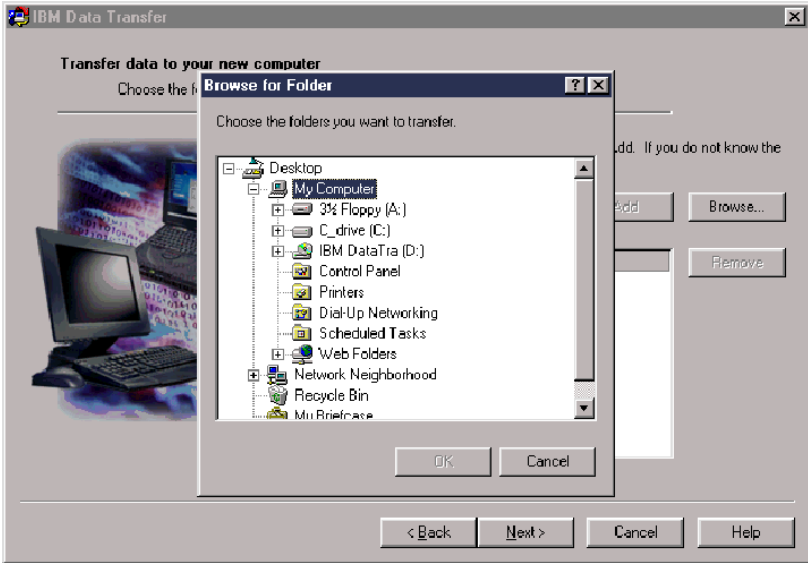 IBM Data Transfer
Transfer data to your new computer
Choose the f
Browse for Folder
Choose the folders you want to transfer.
Desktop
My Computer
3½ Floppy (A:)
C_drive (C:)
IBM DataTra (D:)
Control Panel
Printers
Dial-Up Networking
Scheduled Tasks
Web Folders
Network Neighborhood
Recycle Bin
My Briefcase
OK Cancel
dd. If you do not know the
Add Browse...
Remove
< Back Next > Cancel Help